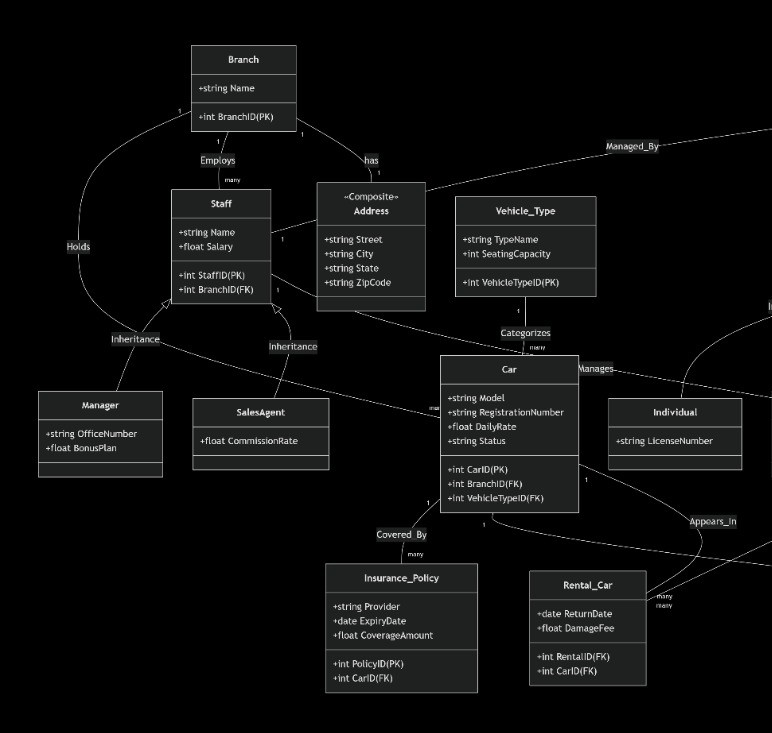 Branch
+string Name
+int BranchID(PK)
1
1
1
Employs
many
has
1
Managed_By
Staff
+string Name
+float Salary
+int StaffID(PK)
+int BranchID(FK)
1
1
«Composite»
Address
+string Street
+string City
+string State
+string ZipCode
Vehicle_Type
+string TypeName
+int SeatingCapacity
+int VehicleTypeID(PK)
1
Categorizes
many
Holds
Inheritance
Inheritance
Manages
Manager
+string OfficeNumber
+float BonusPlan
SalesAgent
+float CommissionRate
Car
+string Model
+string RegistrationNumber
+float DailyRate
+string Status
+int CarID(PK)
+int BranchID(FK)
+int VehicleTypeID(FK)
Individual
+string LicenseNumber
1
1
1
Covered_By
many
Appears_In
Insurance_Policy
+string Provider
+date ExpiryDate
+float CoverageAmount
+int PolicyID(PK)
+int CarID(FK)
Rental_Car
+date ReturnDate
+float DamageFee
+int RentalID(FK)
+int CarID(FK)
many
many